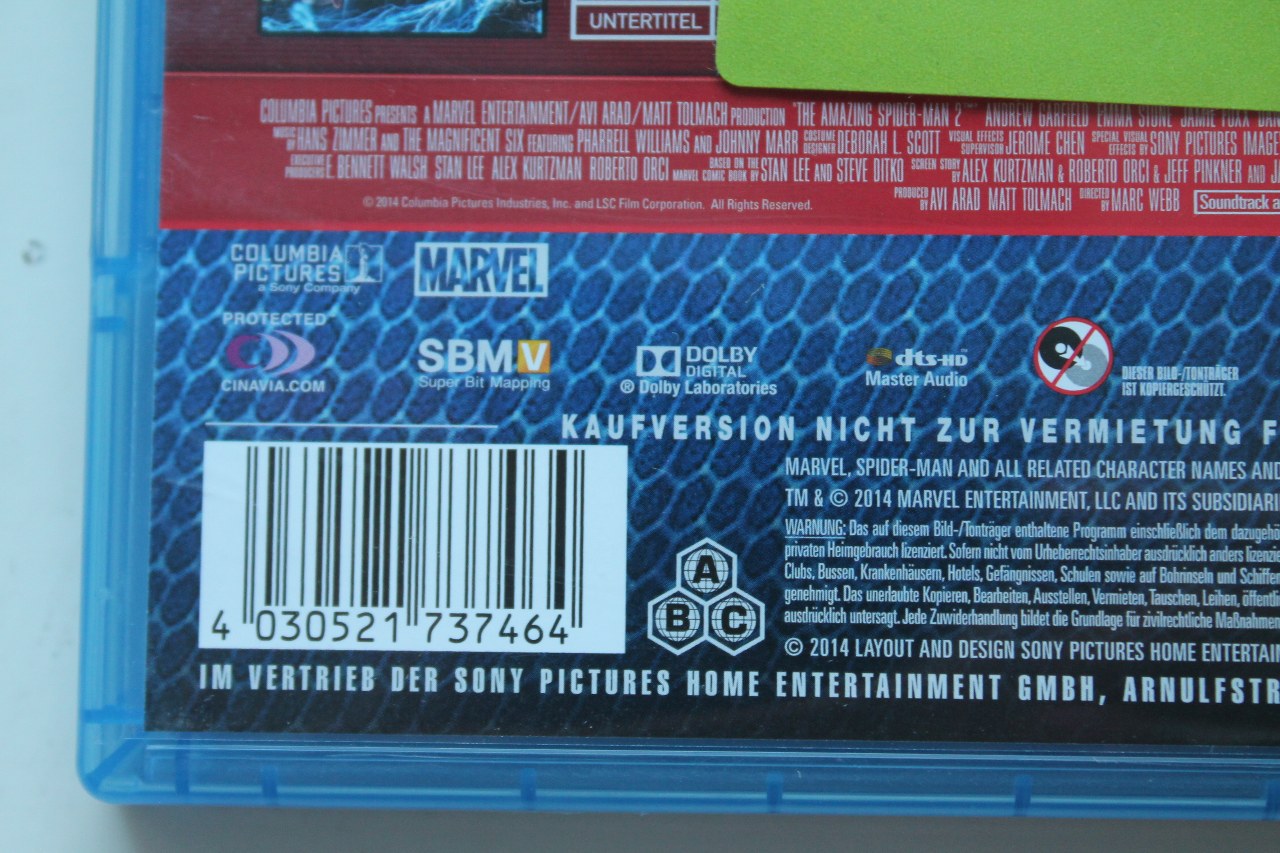 UNTERTITEL
COLUMBIA PICTURES PRESENTS A MARVEL ENTERTAINMENT/AVI ARAD/MATT TOLMACH PRODUCTION "THE AMAZING SPIDER-MAN 2™" ANDREW GARFIELD EMMA STONE JAMIE FOXX
MUSIC BY HANS ZIMMER AND THE MAGNIFICENT SIX FEATURING PHARRELL WILLIAMS AND JOHNNY MARR COSTUME DESIGNER DEBORAH L. SCOTT VISUAL EFFECTS SUPERVISOR JEROME CHEN SPECIAL VISUAL EFFECTS BY SONY PICTURES IMAGE
EXECUTIVE PRODUCERS E. BENNETT WALSH STAN LEE ALEX KURTZMAN ROBERTO ORCI BASED ON THE MARVEL COMIC BOOK BY STAN LEE AND STEVE DITKO SCREEN STORY BY ALEX KURTZMAN & ROBERTO ORCI & JEFF PINKNER AND
PRODUCED BY AVI ARAD MATT TOLMACH DIRECTED BY MARC WEBB Soundtrack a
© 2014 Columbia Pictures Industries, Inc. and LSC Film Corporation. All Rights Reserved.
COLUMBIA PICTURES
a Sony Company
MARVEL
PROTECTED
CINAVIA.COM
SBMV
Super Bit Mapping
DOLBY
DIGITAL
® Dolby Laboratories
dts-HD
Master Audio
DIESER BILD-/TONTRÄGER
IST KOPIERGESCHÜTZT.
KAUFVERSION NICHT ZUR VERMIETUNG F
MARVEL, SPIDER-MAN AND ALL RELATED CHARACTER NAMES AND
TM & © 2014 MARVEL ENTERTAINMENT, LLC AND ITS SUBSIDIARI
WARNUNG: Das auf diesem Bild-/Tonträger enthaltene Programm einschließlich dem dazugehö
privaten Heimgebrauch lizenziert. Sofern nicht vom Urheberrechtsinhaber ausdrücklich anders lizenzie
Clubs, Bussen, Krankenhäusern, Hotels, Gefängnissen, Schulen sowie auf Bohrinseln und Schiffen
genehmigt. Das unerlaubte Kopieren, Bearbeiten, Ausstellen, Vermieten, Tauschen, Leihen, öffentli
ausdrücklich untersagt. Jede Zuwiderhandlung bildet die Grundlage für zivilrechtliche Maßnahmen
© 2014 LAYOUT AND DESIGN SONY PICTURES HOME ENTERTAIN
A
B C
4 030521 737464
IM VERTRIEB DER SONY PICTURES HOME ENTERTAINMENT GMBH, ARNULFSTR